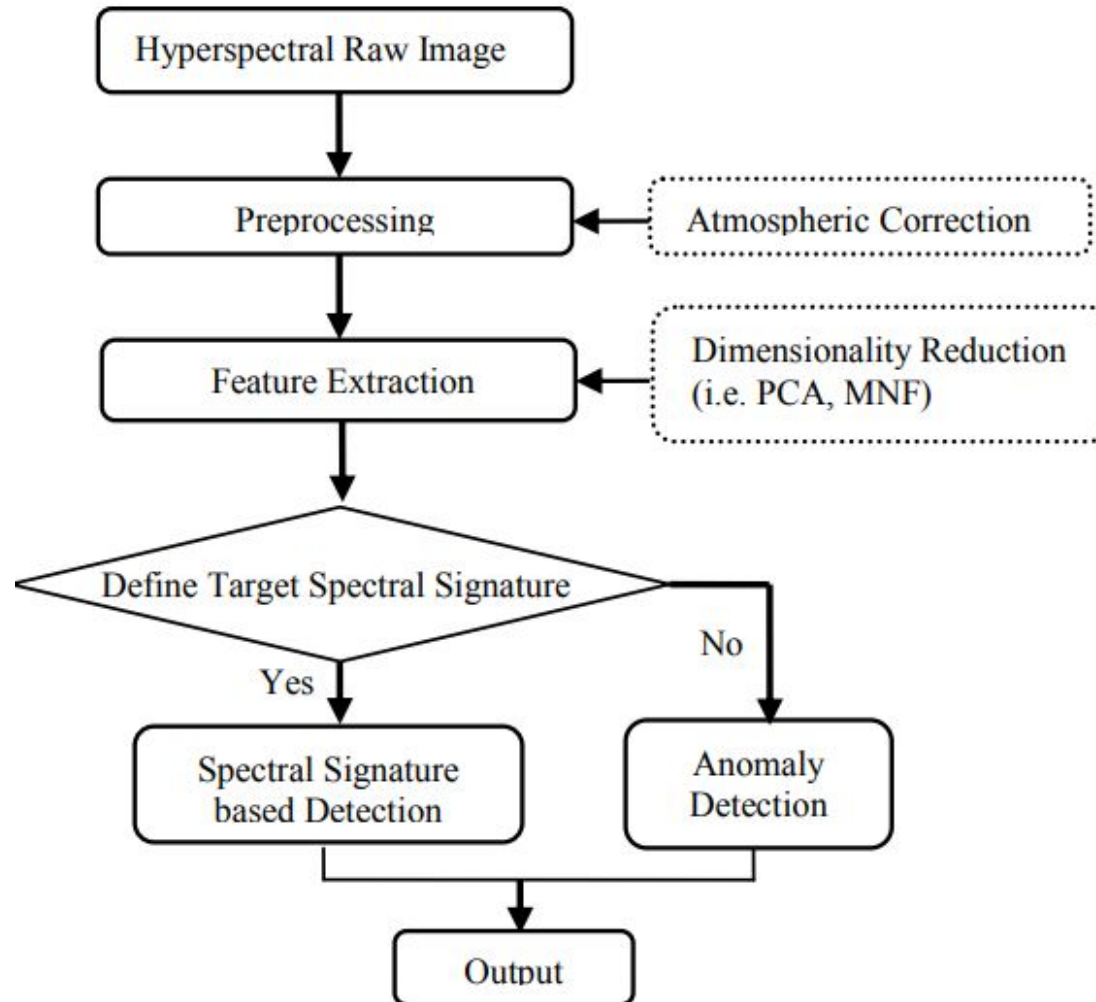 Hyperspectral Raw Image
Preprocessing
Atmospheric Correction
Feature Extraction
Dimensionality Reduction
(i.e. PCA, MNF)
Define Target Spectral Signature
No
Yes
Spectral Signature
based Detection
Anomaly
Detection
Output